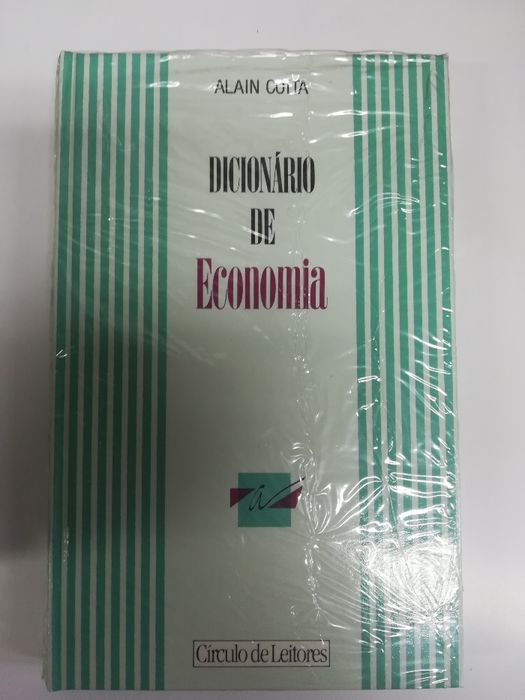 ALAIN COTTA
DICIONÁRIO
DE
Economia
a
Círculo de Leitores